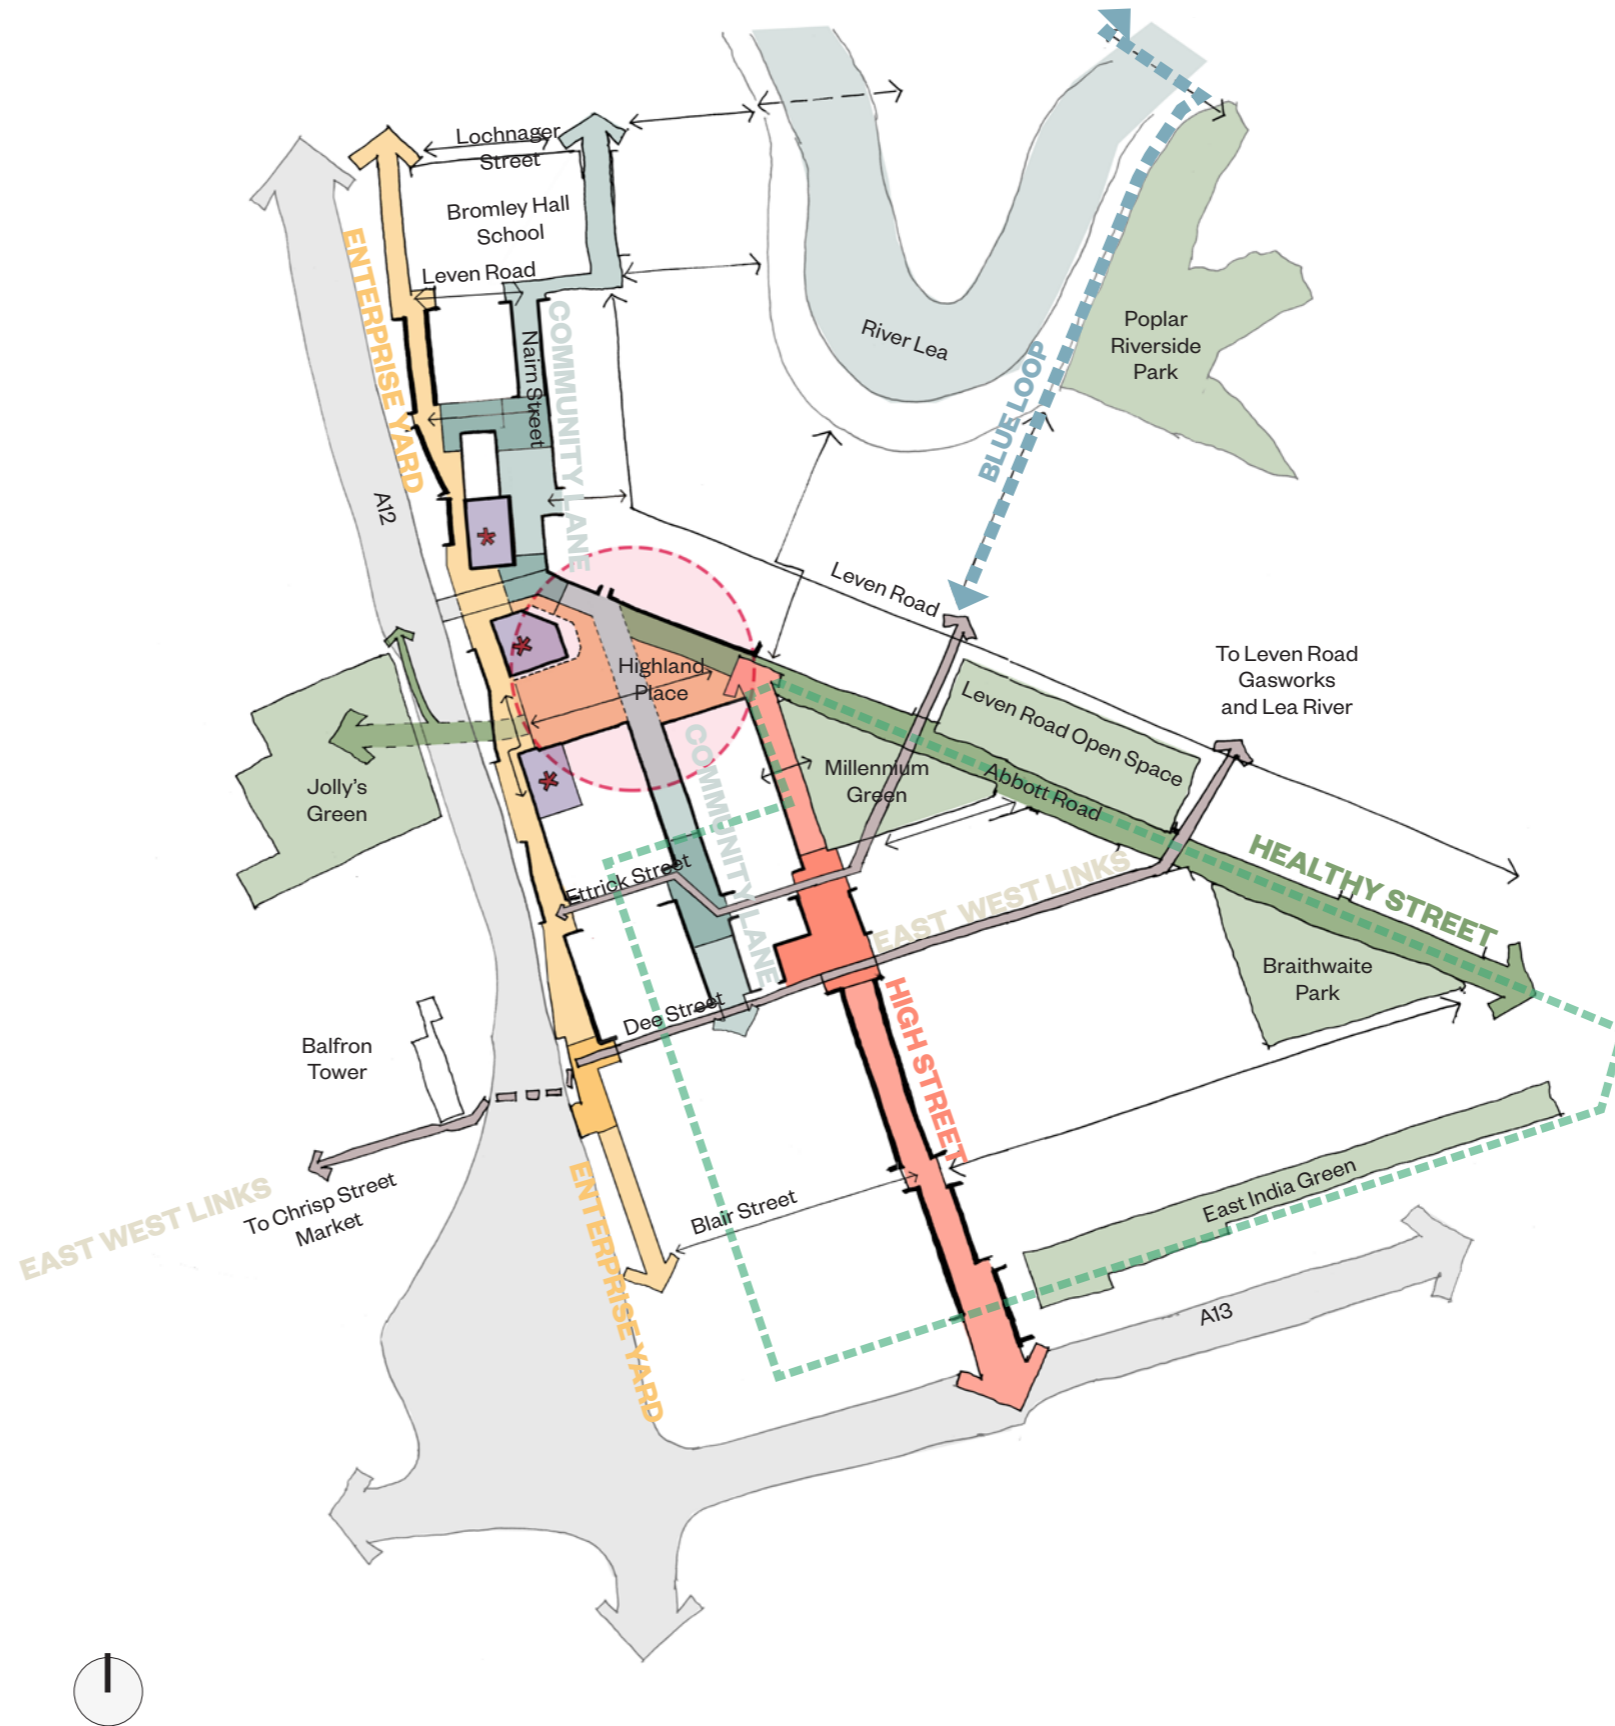 Lochnager
Street
Bromley Hall
School
Leven Road
ENTERPRISE YARD
Nairn Street
COMMUNITY LANE
A12
River Lea
BLUE LOOP
Poplar
Riverside
Park
Leven Road
To Leven Road
Gasworks
and Lea River
Highland
Place
Leven Road Open Space
Millennium
Green
Abbott Road
Jolly's
Green
COMMUNITY LANE
Ettrick Street
EAST WEST LINKS
HEALTHY STREET
Braithwaite
Park
Dee Street
HIGH STREET
Balfron
Tower
EAST WEST LINKS
To Chrisp Street
Market
Blair Street
East India Green
ENTERPRISE YARD
A13